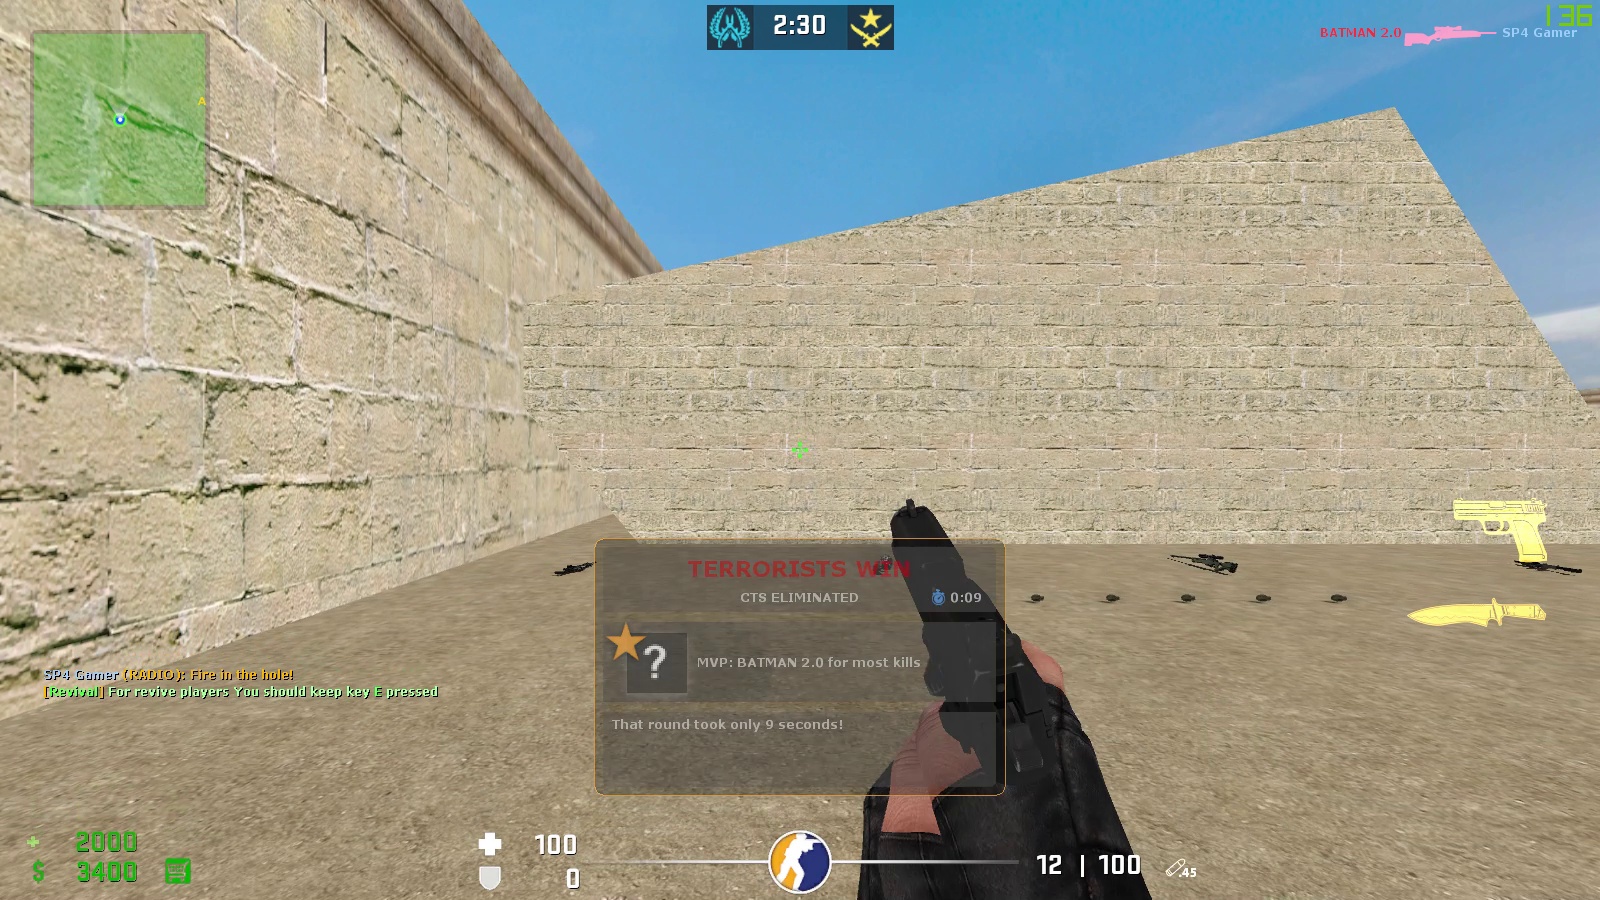 2:30
136
BATMAN 2.0 SP4 Gamer
A
TERRORISTS WIN
CTS ELIMINATED 0:09
?
MVP: BATMAN 2.0 for most kills
SP4 Gamer (RADIO): Fire in the hole!
[Revival] For revive players You should keep key E pressed
That round took only 9 seconds!
+ 2000
$ 3400
100
0
12 | 100 .45